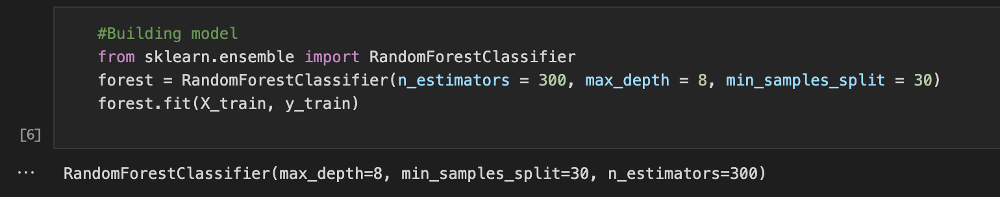 #Building model
from sklearn.ensemble import RandomForestClassifier
forest = RandomForestClassifier(n_estimators = 300, max_depth = 8, min_samples_split = 30)
forest.fit(X_train, y_train)
[6]
... RandomForestClassifier(max_depth=8, min_samples_split=30, n_estimators=300)